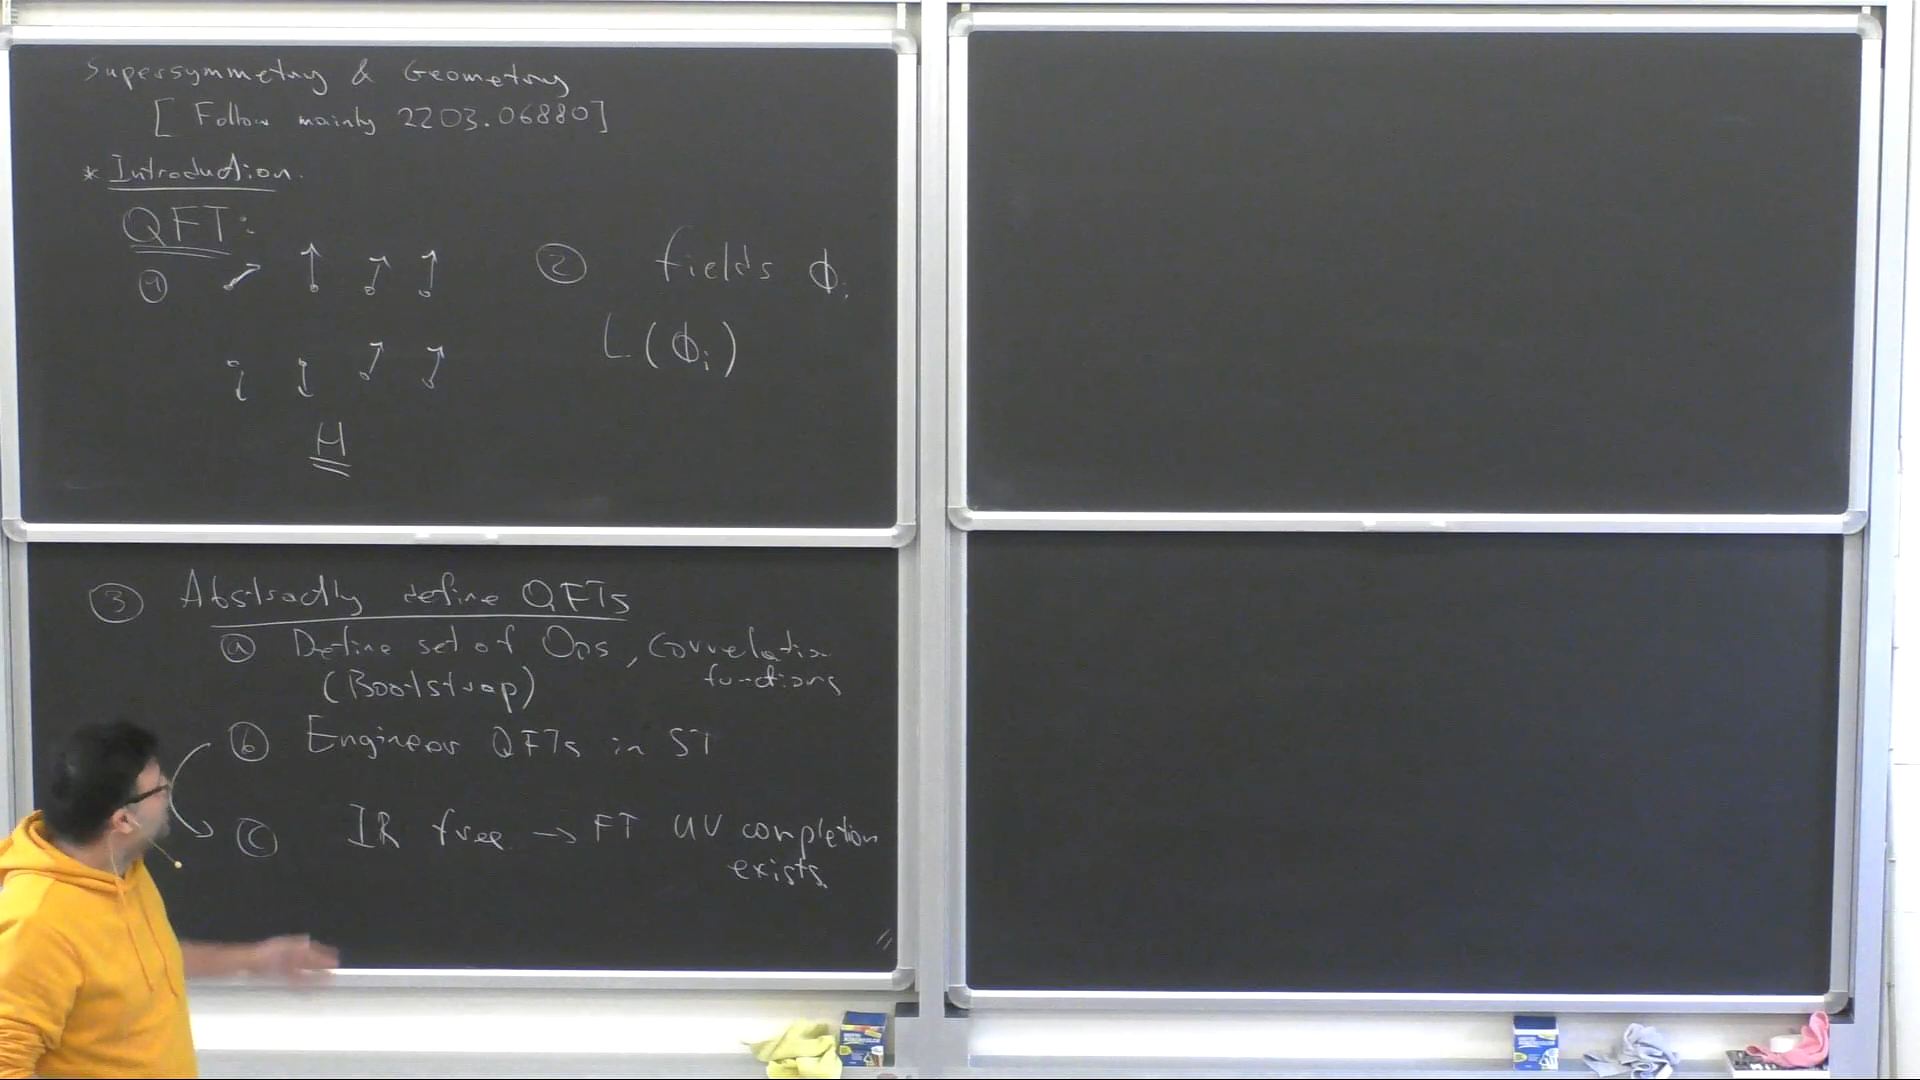 Supersymmetry & Geometry
[Follow mainly 2203.06880]
* Introduction.
QFT:
① ② fields ϕi
L(ϕi)
H
③ Abstractly define QFTs
ⓐ Define set of Ops, Correlation
functions
(Bootstrap)
ⓑ Engineer QFTs in ST
ⓒ IR free → FT UV completion
exists